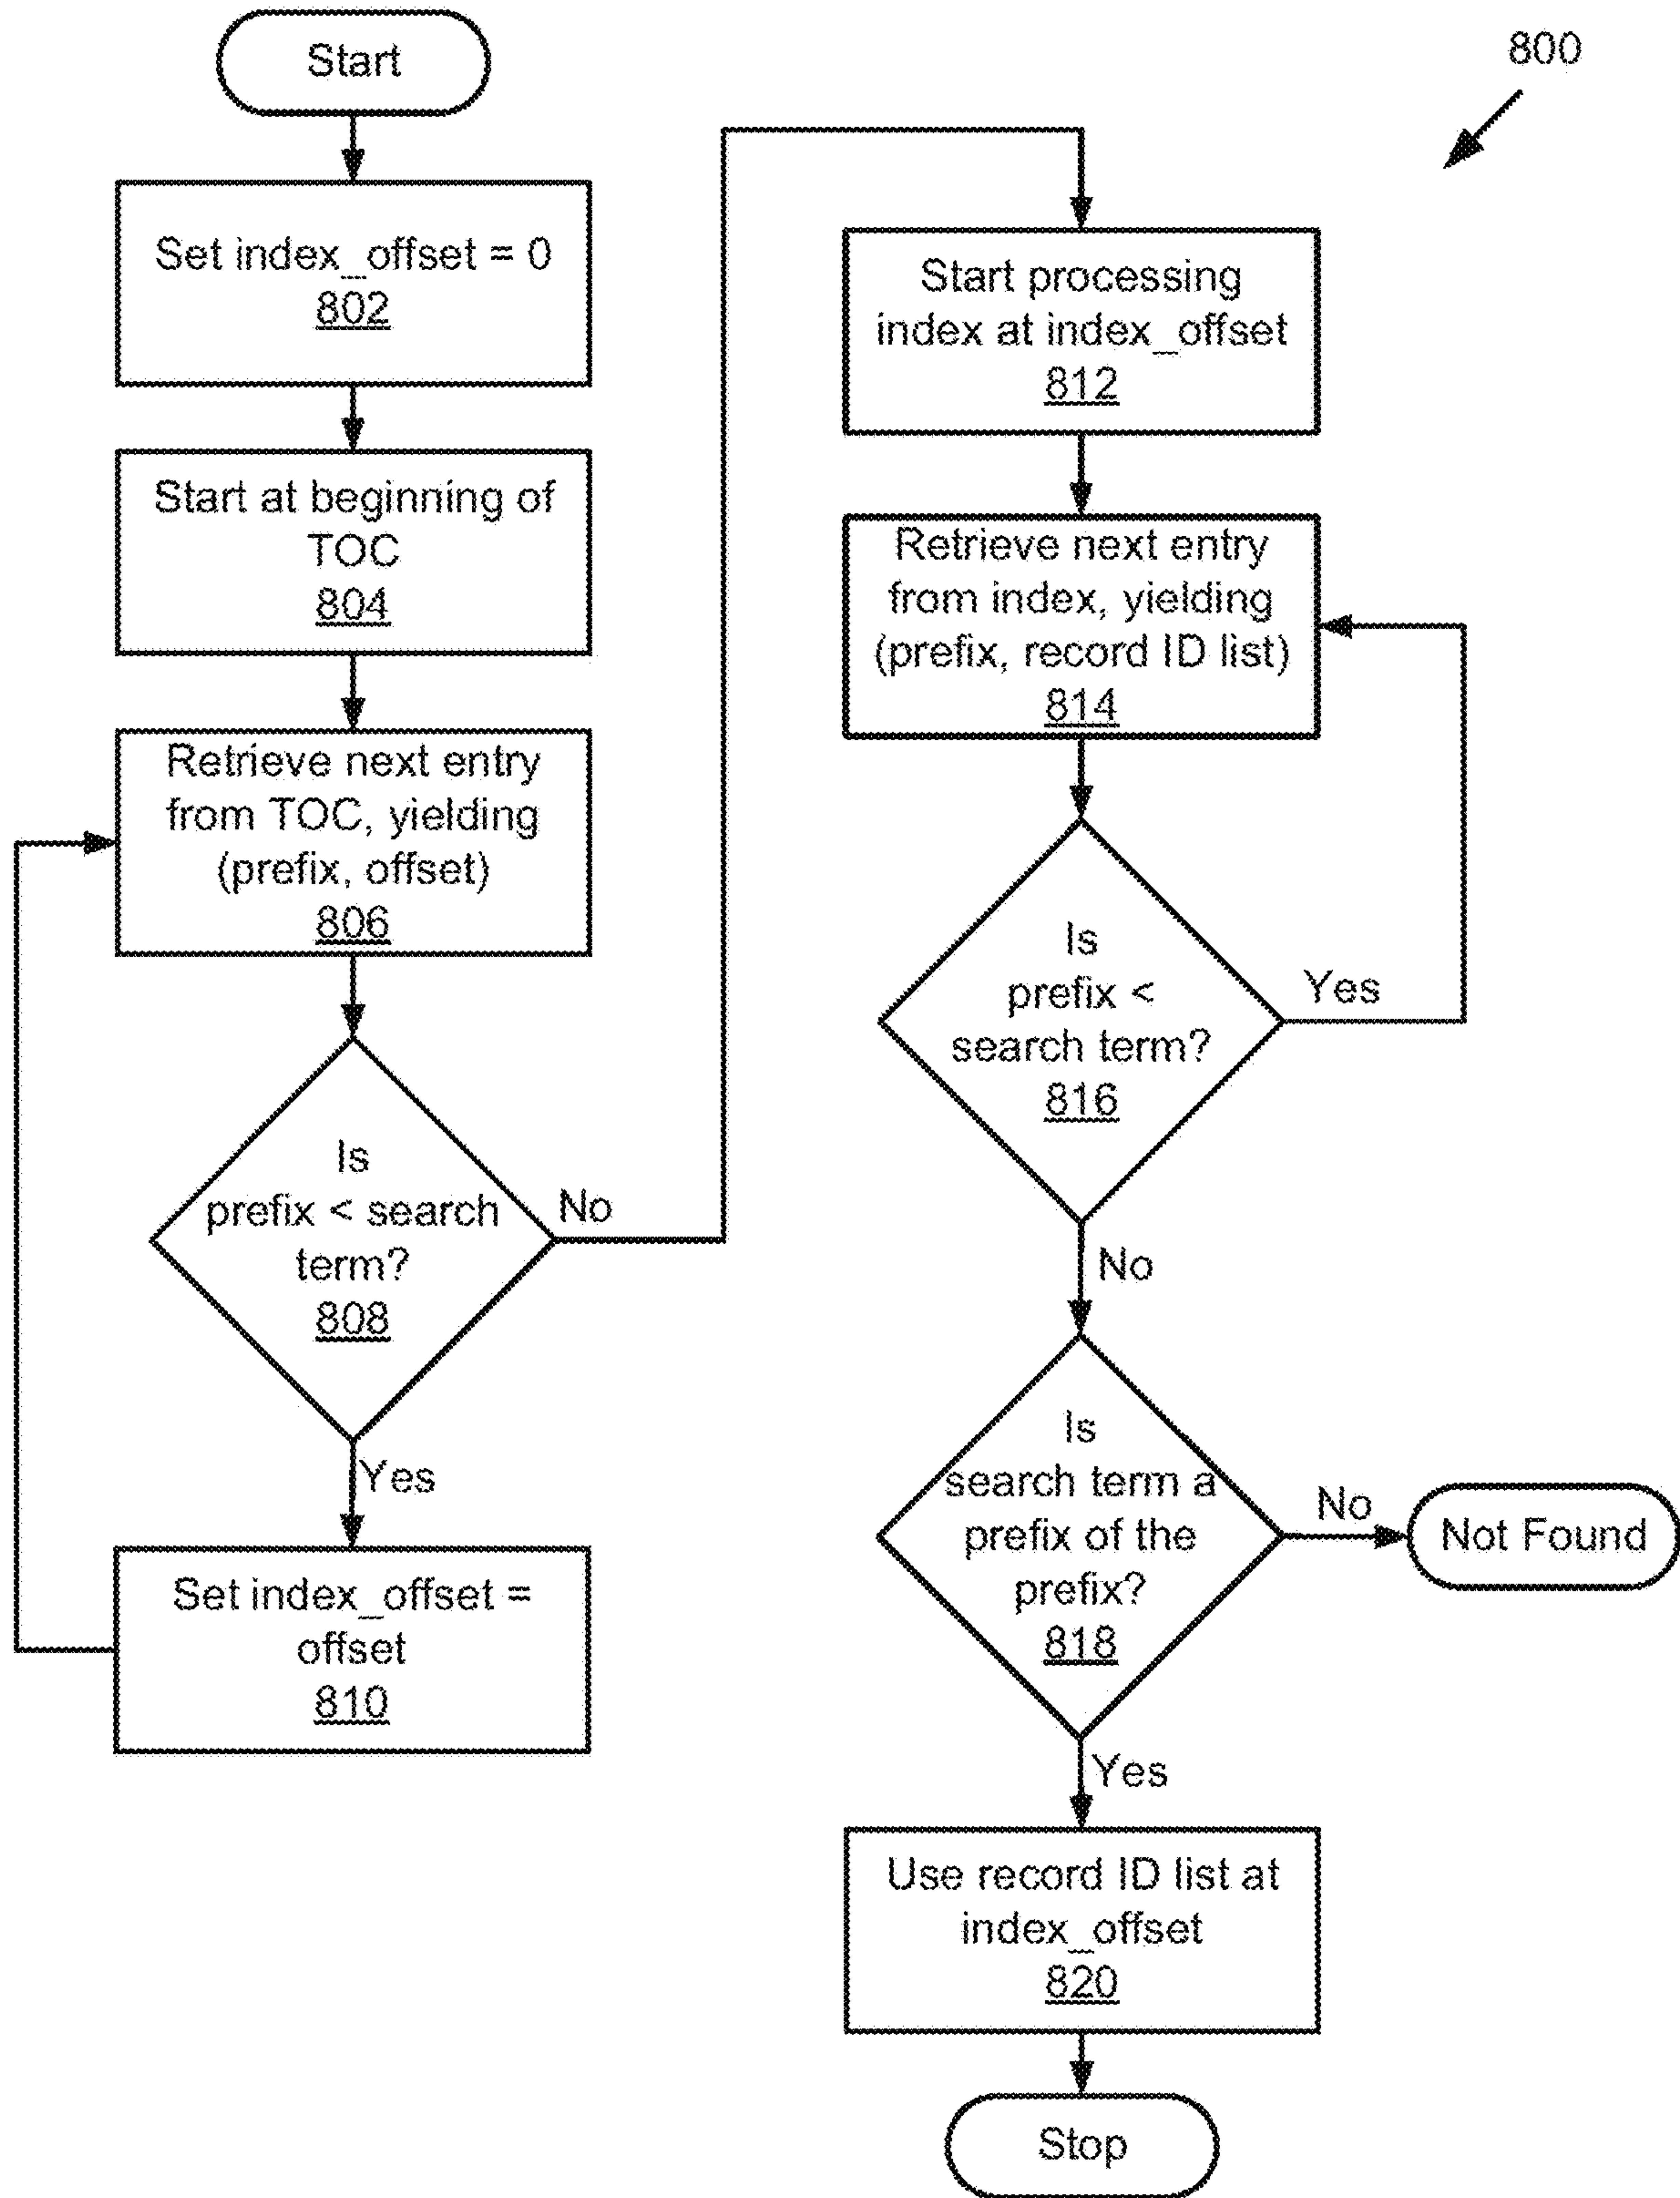 Start
800
Set index_offset = 0
802
Start at beginning of
TOC
804
Retrieve next entry
from TOC, yielding
(prefix, offset)
806
Is
prefix < search
term?
808
No
Yes
Set index_offset =
offset
810
Start processing
index at index_offset
812
Retrieve next entry
from index, yielding
(prefix, record ID list)
814
Is
prefix <
search term?
816
Yes
No
Is
search term a
prefix of the
prefix?
818
No
Not Found
Yes
Use record ID list at
index_offset
820
Stop